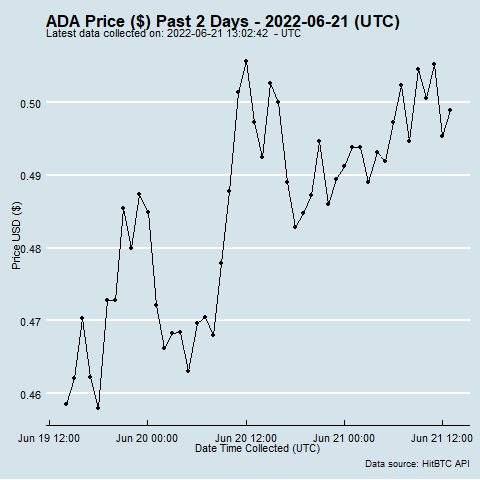 ADA Price ($) Past 2 Days - 2022-06-21 (UTC)
Latest data collected on: 2022-06-21 13:02:42 - UTC
Price USD ($)
0.50
0.49
0.48
0.47
0.46
Jun 19 12:00 Jun 20 00:00 Jun 20 12:00 Jun 21 00:00 Jun 21 12:00
Date Time Collected (UTC)
Data source: HitBTC API